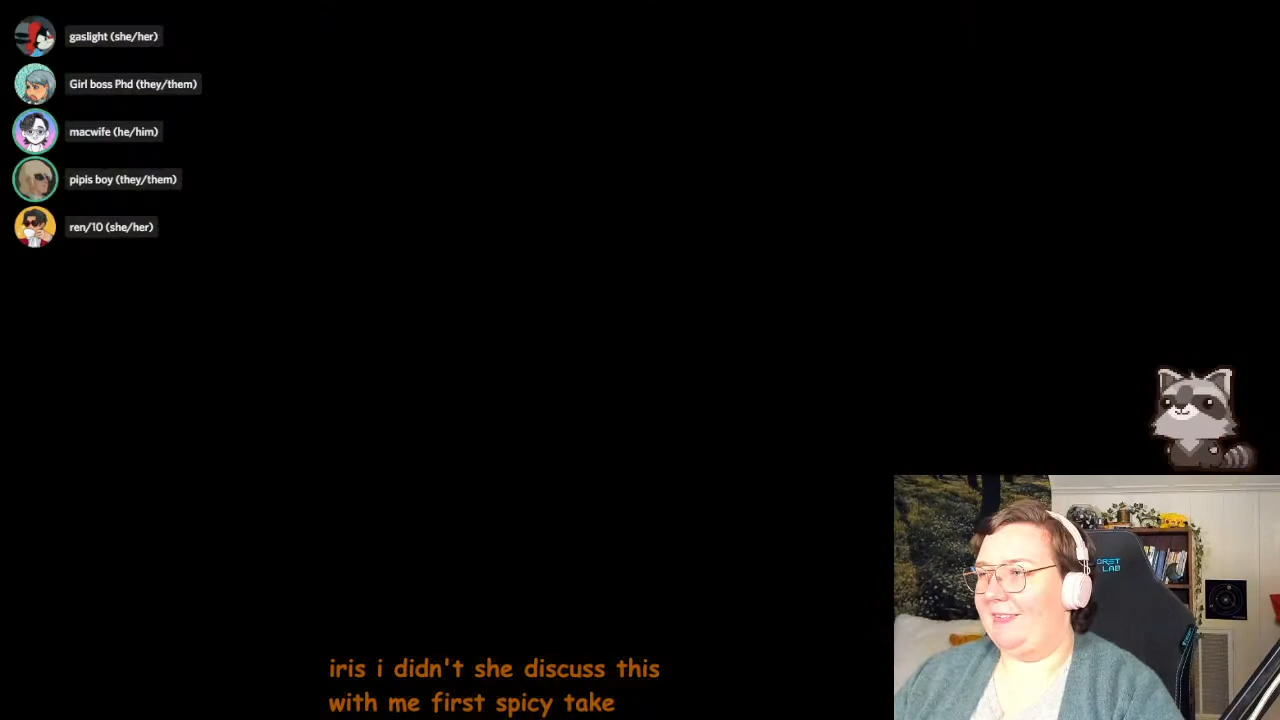 gaslight (she/her)
Girl boss Phd (they/them)
macwife (he/him)
pipis boy (they/them)
ren/10 (she/her)
LAB
iris i didn't she discuss this
with me first spicy take